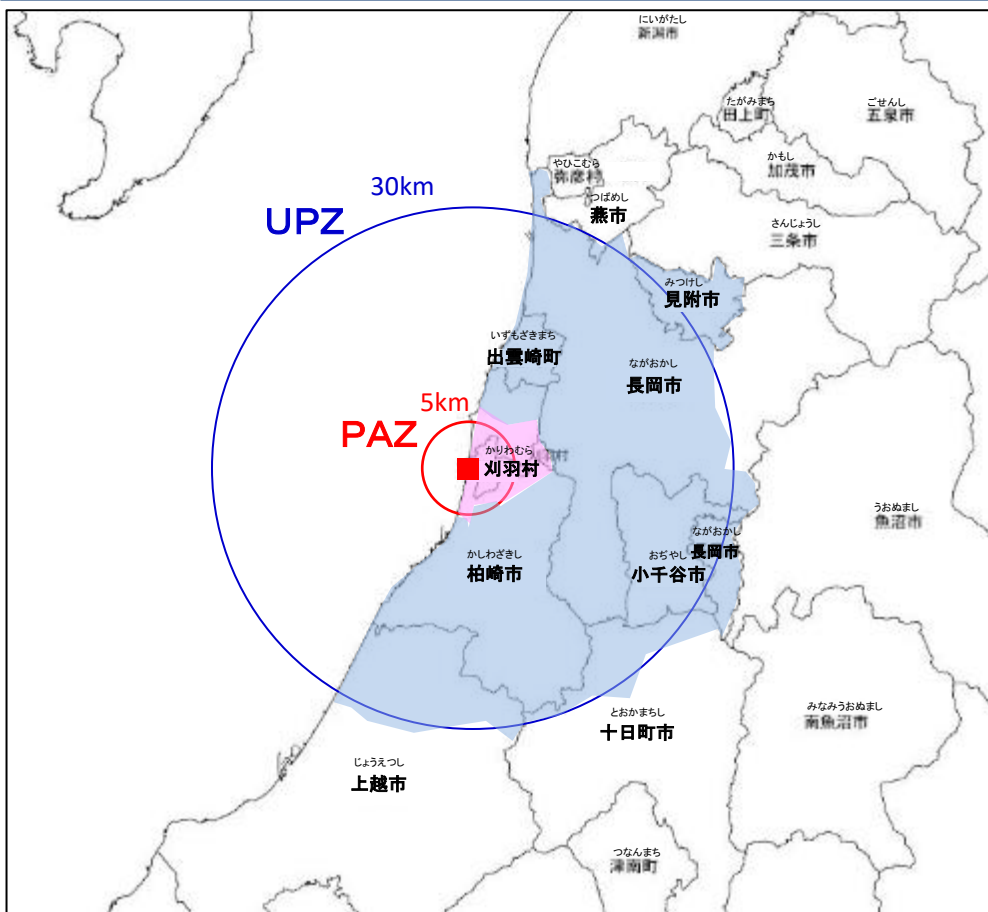 にいがたし
新潟市
たがみまち
田上町
ごせんし
五泉市
かもし
加茂市
やひこむら
弥彦村
つばめし
燕市
さんじょうし
三条市
30km
UPZ
みつけし
見附市
いずもざきまち
出雲崎町
ながおかし
長岡市
5km
PAZ
かりわむら
刈羽村
うおぬまし
魚沼市
ながおかし
長岡市
かしわざきし
柏崎市
おぢやし
小千谷市
とおかまちし
十日町市
みなみうおぬまし
南魚沼市
じょうえつし
上越市
つなんまち
津南町